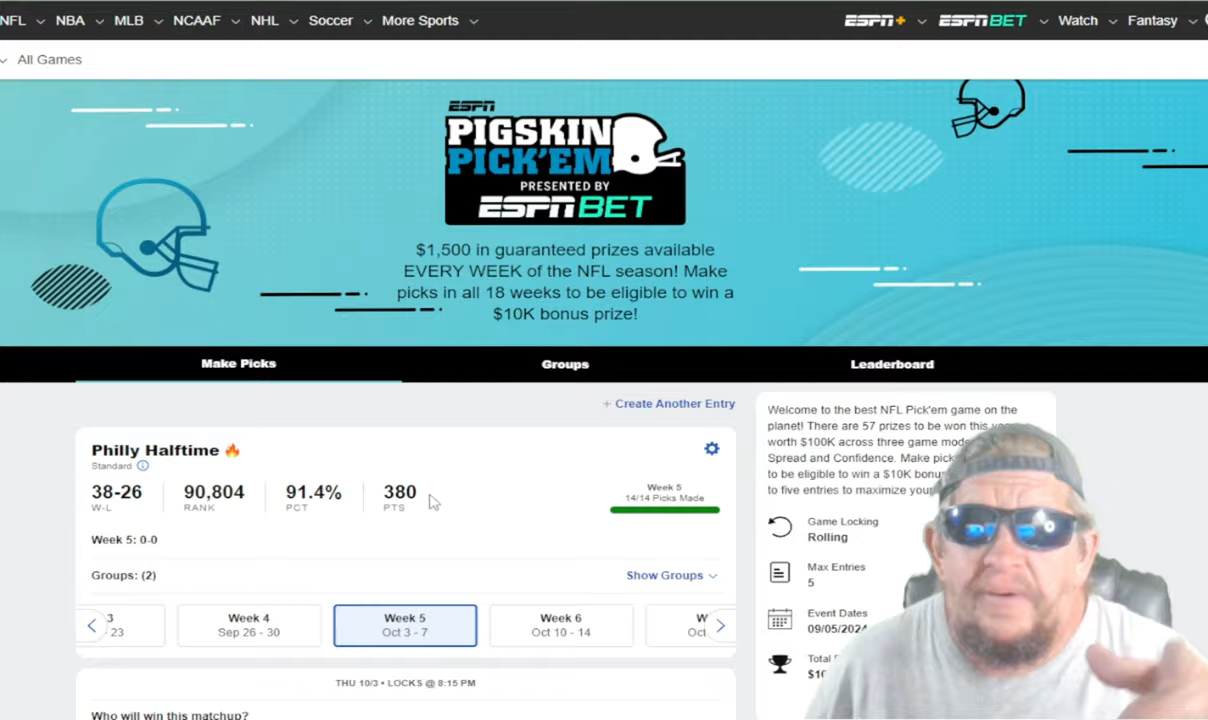 NFL NBA MLB NCAAF NHL Soccer More Sports ESPN+ ESPN BET Watch Fantasy
All Games
ESPN
PIGSKIN
PICK'EM
PRESENTED BY
ESPN BET
$1,500 in guaranteed prizes available
EVERY WEEK of the NFL season! Make
picks in all 18 weeks to be eligible to win a
$10K bonus prize!
Make Picks Groups Leaderboard
+ Create Another Entry
Philly Halftime 🔥
Standard
38-26 90,804 91.4% 380
W-L RANK PCT PTS
Week 5
14/14 Picks Made
Week 5: 0-0
Groups: (2) Show Groups
3 Week 4 Week 5 Week 6
23 Sep 26 - 30 Oct 3 - 7 Oct 10 - 14 Oct
THU 10/3 • LOCKS @ 8:15 PM
Who will win this matchup?
Welcome to the best NFL Pick'em game on the
planet! There are 57 prizes to be won this
worth $100K across three game
Spread and Confidence. Make
to be eligible to win a $10K
to five entries to maximize
Game Locking
Rolling
Max Entries
5
Event Dates
09/05/2024
Total